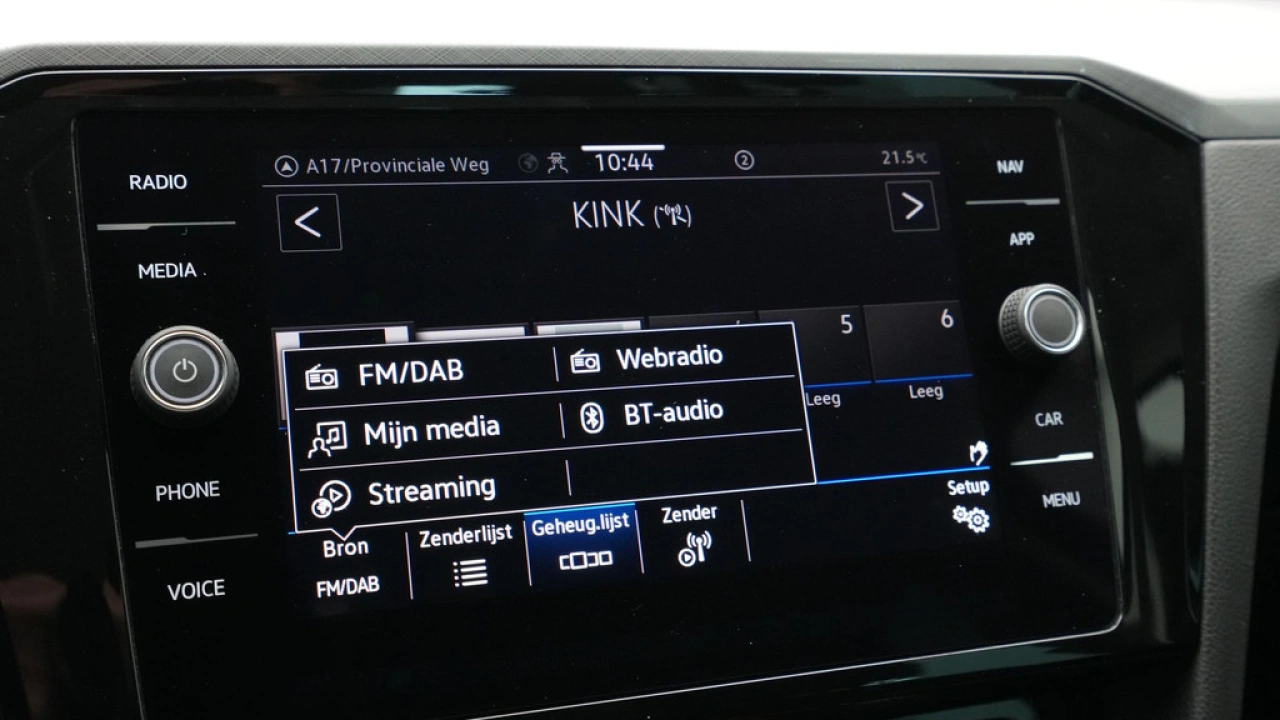 RADIO
MEDIA
PHONE
VOICE
A17/Provinciale Weg
10:44
2
21.5°C
KINK
5
6
Leeg
Leeg
FM/DAB
Webradio
Mijn media
BT-audio
Streaming
Bron
FM/DAB
Zenderlijst
Geheug.lijst
Zender
Setup
NAV
APP
CAR
MENU